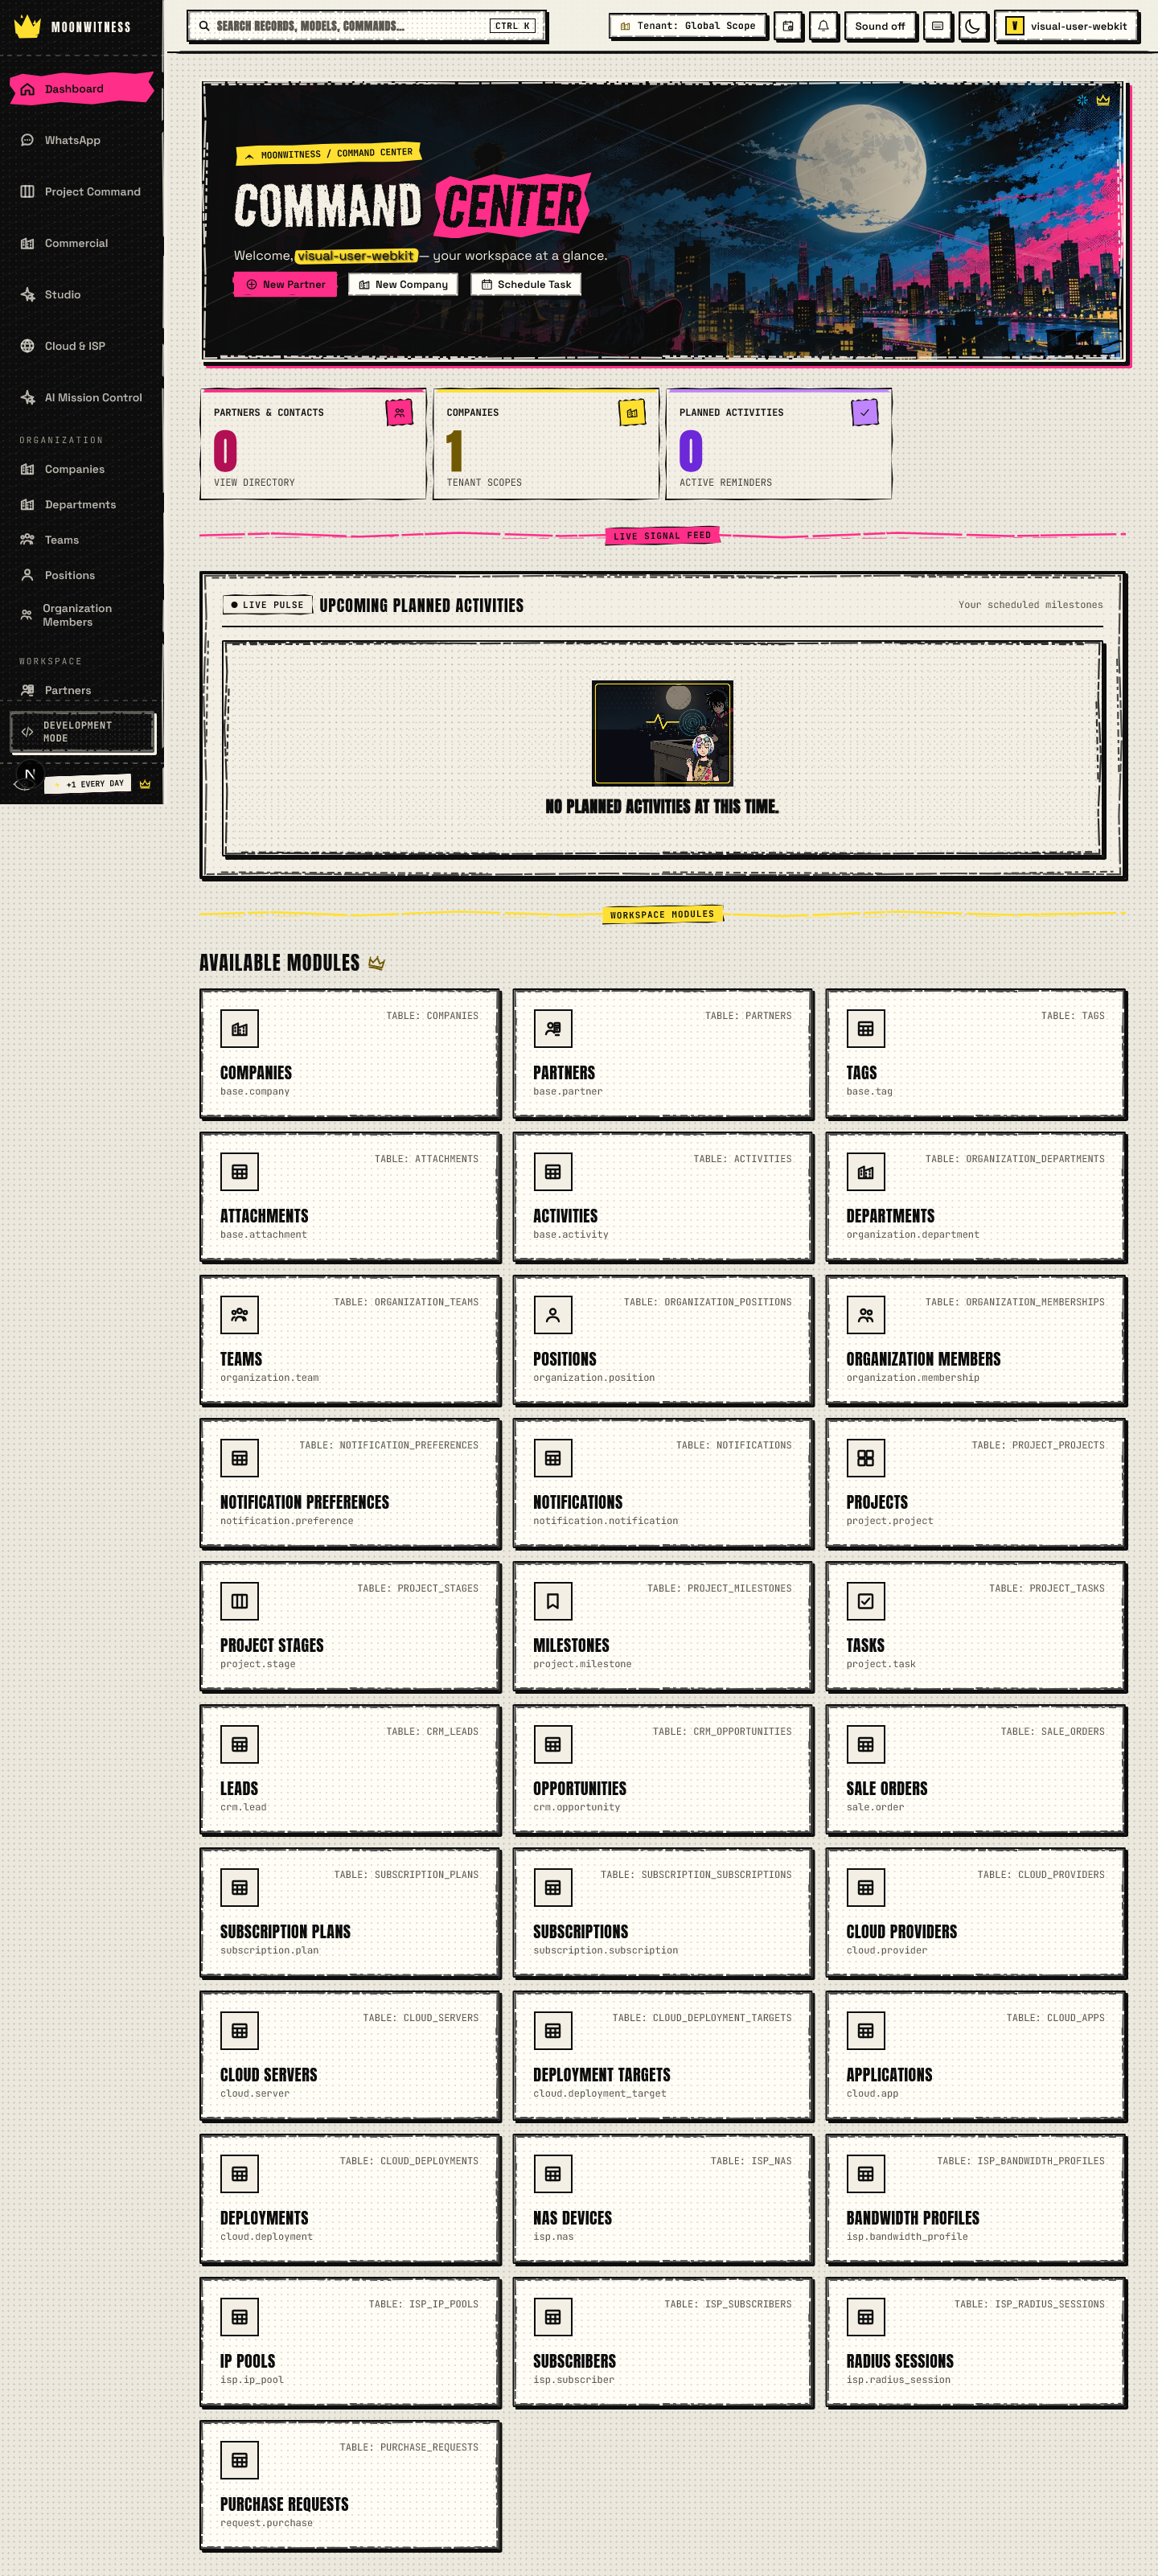 MOONWITNESS
SEARCH RECORDS, MODELS, COMMANDS...
CTRL K
Tenant: Global Scope
Sound off
V
visual-user-webkit
Dashboard
WhatsApp
Project Command
Commercial
Studio
Cloud & ISP
AI Mission Control
ORGANIZATION
Companies
Departments
Teams
Positions
Organization
Members
WORKSPACE
Partners
DEVELOPMENT
MODE
N
+1 EVERY DAY
MOONWITNESS / COMMAND CENTER
COMMAND CENTER
Welcome, visual-user-webkit — your workspace at a glance.
New Partner
New Company
Schedule Task
PARTNERS & CONTACTS
0
VIEW DIRECTORY
COMPANIES
1
TENANT SCOPES
PLANNED ACTIVITIES
0
ACTIVE REMINDERS
LIVE SIGNAL FEED
LIVE PULSE
UPCOMING PLANNED ACTIVITIES
Your scheduled milestones
NO PLANNED ACTIVITIES AT THIS TIME.
WORKSPACE MODULES
AVAILABLE MODULES
TABLE: COMPANIES
COMPANIES
base.company
TABLE: PARTNERS
PARTNERS
base.partner
TABLE: TAGS
TAGS
base.tag
TABLE: ATTACHMENTS
ATTACHMENTS
base.attachment
TABLE: ACTIVITIES
ACTIVITIES
base.activity
TABLE: ORGANIZATION_DEPARTMENTS
DEPARTMENTS
organization.department
TABLE: ORGANIZATION_TEAMS
TEAMS
organization.team
TABLE: ORGANIZATION_POSITIONS
POSITIONS
organization.position
TABLE: ORGANIZATION_MEMBERSHIPS
ORGANIZATION MEMBERS
organization.membership
TABLE: NOTIFICATION_PREFERENCES
NOTIFICATION PREFERENCES
notification.preference
TABLE: NOTIFICATIONS
NOTIFICATIONS
notification.notification
TABLE: PROJECT_PROJECTS
PROJECTS
project.project
TABLE: PROJECT_STAGES
PROJECT STAGES
project.stage
TABLE: PROJECT_MILESTONES
MILESTONES
project.milestone
TABLE: PROJECT_TASKS
TASKS
project.task
TABLE: CRM_LEADS
LEADS
crm.lead
TABLE: CRM_OPPORTUNITIES
OPPORTUNITIES
crm.opportunity
TABLE: SALE_ORDERS
SALE ORDERS
sale.order
TABLE: SUBSCRIPTION_PLANS
SUBSCRIPTION PLANS
subscription.plan
TABLE: SUBSCRIPTION_SUBSCRIPTIONS
SUBSCRIPTIONS
subscription.subscription
TABLE: CLOUD_PROVIDERS
CLOUD PROVIDERS
cloud.provider
TABLE: CLOUD_SERVERS
CLOUD SERVERS
cloud.server
TABLE: CLOUD_DEPLOYMENT_TARGETS
DEPLOYMENT TARGETS
cloud.deployment_target
TABLE: CLOUD_APPS
APPLICATIONS
cloud.app
TABLE: CLOUD_DEPLOYMENTS
DEPLOYMENTS
cloud.deployment
TABLE: ISP_NAS
NAS DEVICES
isp.nas
TABLE: ISP_BANDWIDTH_PROFILES
BANDWIDTH PROFILES
isp.bandwidth_profile
TABLE: ISP_IP_POOLS
IP POOLS
isp.ip_pool
TABLE: ISP_SUBSCRIBERS
SUBSCRIBERS
isp.subscriber
TABLE: ISP_RADIUS_SESSIONS
RADIUS SESSIONS
isp.radius_session
TABLE: PURCHASE_REQUESTS
PURCHASE REQUESTS
request.purchase